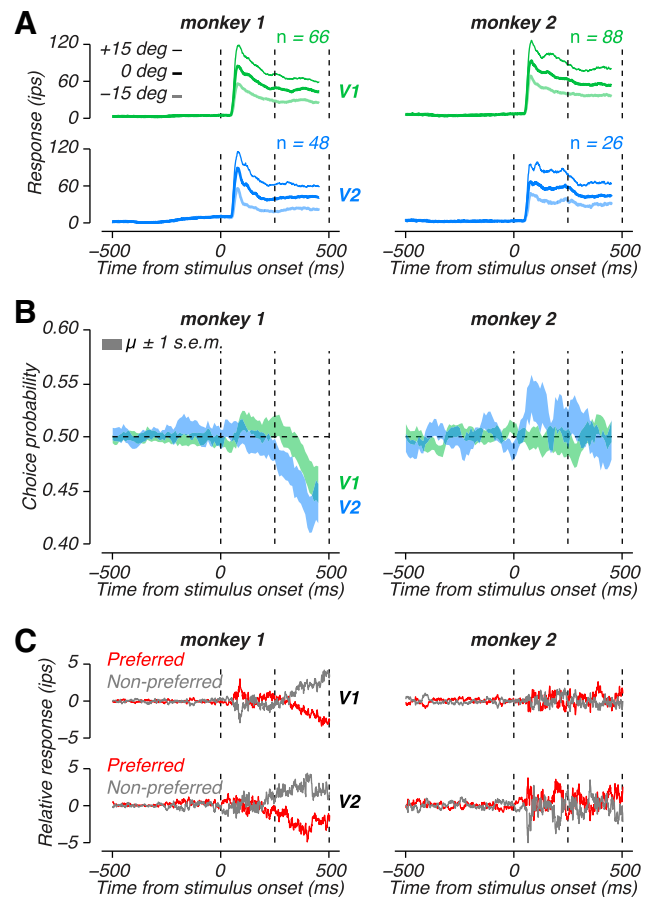 A
monkey 1
monkey 2
n = 66
n = 88
+15 deg
0 deg
−15 deg
120
60
0
V1
n = 48
n = 26
120
60
0
V2
Response (ips)
−500 0 500
−500 0 500
Time from stimulus onset (ms)
Time from stimulus onset (ms)
B
monkey 1
monkey 2
μ ± 1 s.e.m.
0.60
0.55
0.50
0.45
0.40
Choice probability
V1
V2
−500 0 500
−500 0 500
Time from stimulus onset (ms)
Time from stimulus onset (ms)
C
monkey 1
monkey 2
Preferred
Non-preferred
5
0
−5
V1
Preferred
Non-preferred
5
0
−5
V2
Relative response (ips)
−500 0 500
−500 0 500
Time from stimulus onset (ms)
Time from stimulus onset (ms)